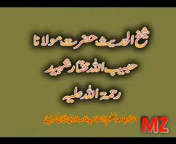 شیخ الحدیث حضرت مولانا
حبیب اللہ مختار شہید
رحمۃ اللہ علیہ
MZ